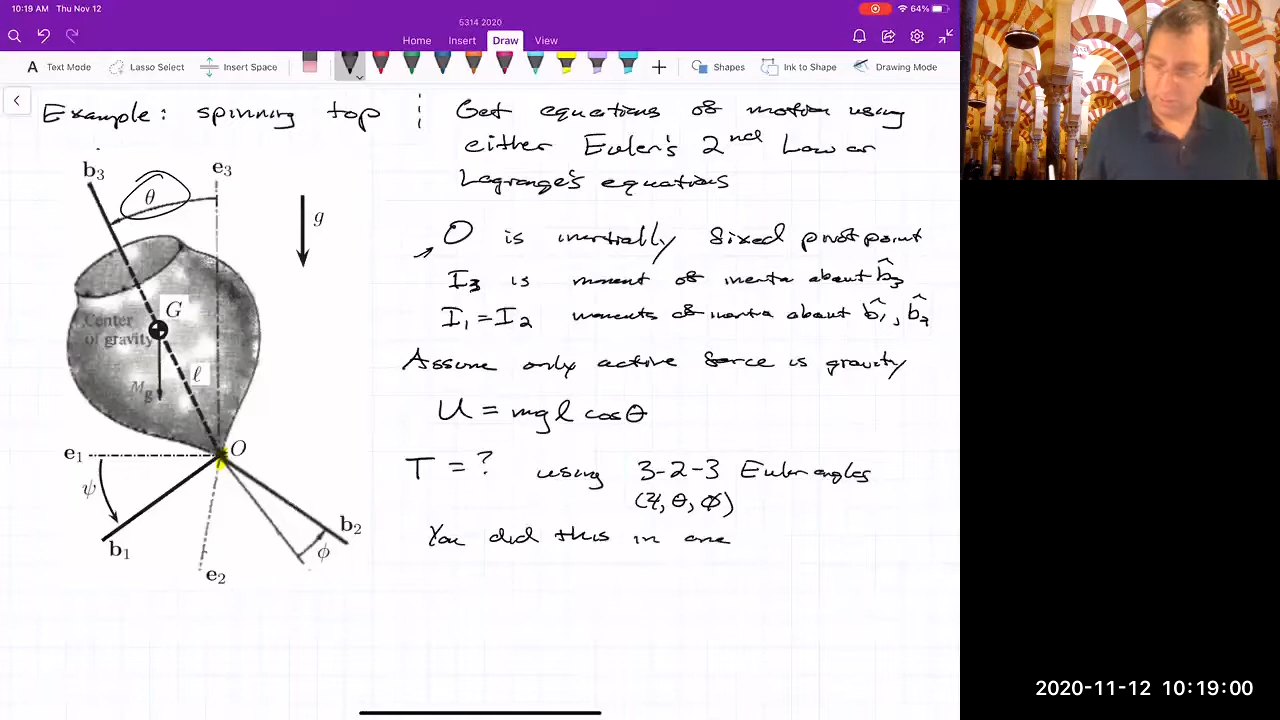 10:19 AM Thu Nov 12
64%
5314 2020
Home Insert Draw View
Text Mode Lasso Select Insert Space Shapes Ink to Shape Drawing Mode
Example: spinning top
Get equations of motion using
either Euler's 2nd Law or
Lagrange's equations
b3
θ
e3
g
O is inertially fixed pivot point
I3 is moment of inertia about b̂3
G
Center
of gravity
I1 = I2 moments of inertia about b̂1, b̂2
Assume only active force is gravity
Mg
ℓ
U = mgl cosθ
e1
O
T = ? using 3-2-3 Euler angles
(ψ, θ, φ)
ψ
b1
b2
φ
e2
You did this in one
2020-11-12 10:19:00